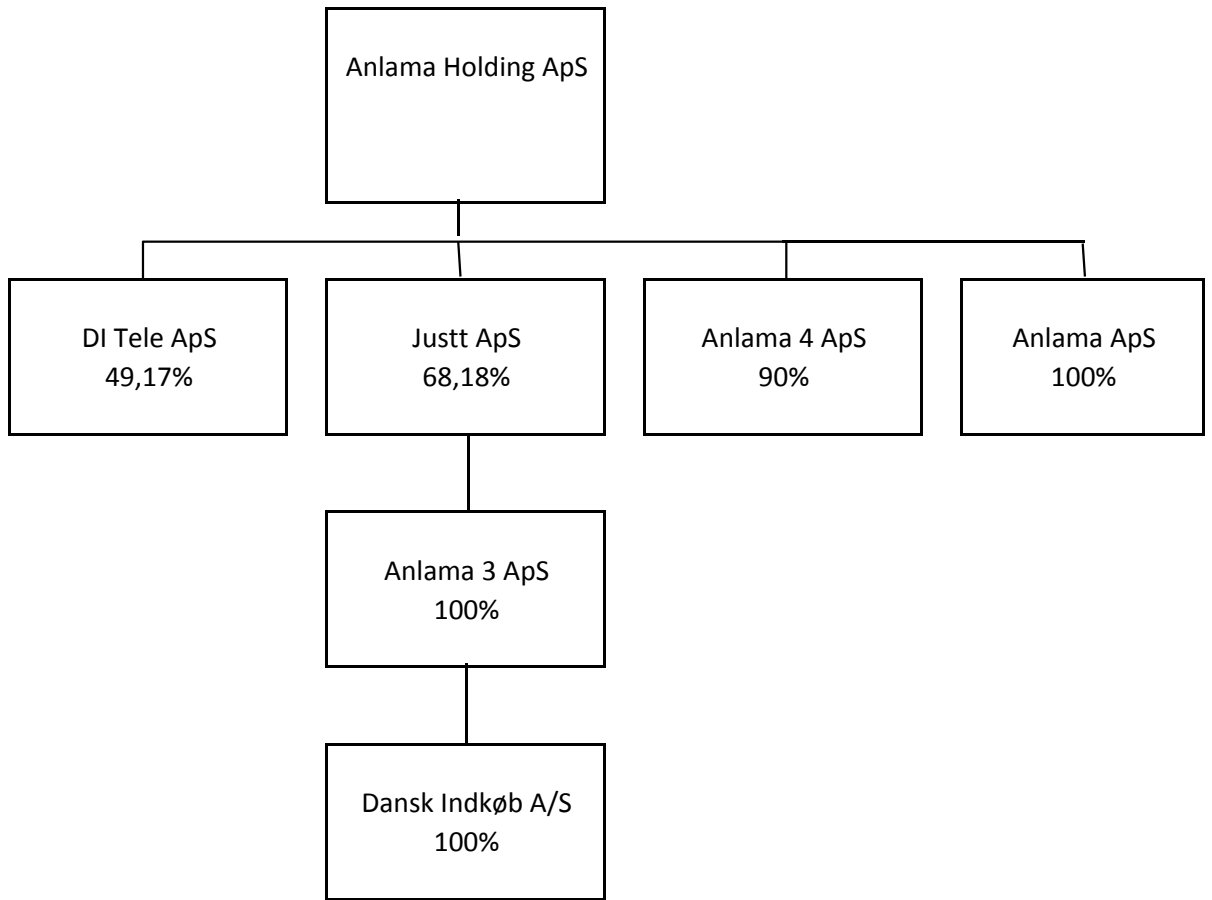 Anlama Holding ApS
DI Tele ApS
49,17%
Justt ApS
68,18%
Anlama 4 ApS
90%
Anlama ApS
100%
Anlama 3 ApS
100%
Dansk Indkøb A/S
100%